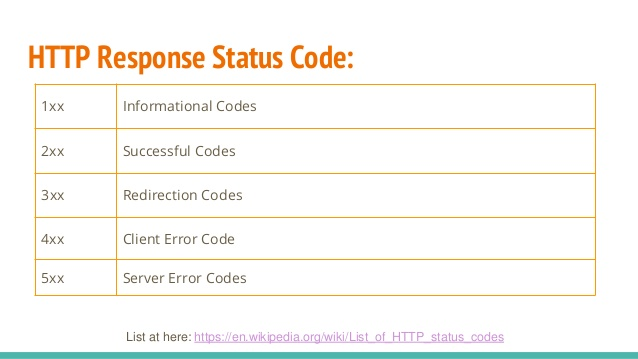 HTTP Response Status Code:
1xx Informational Codes
2xx Successful Codes
3xx Redirection Codes
4xx Client Error Code
5xx Server Error Codes
List at here: https://en.wikipedia.org/wiki/List_of_HTTP_status_codes